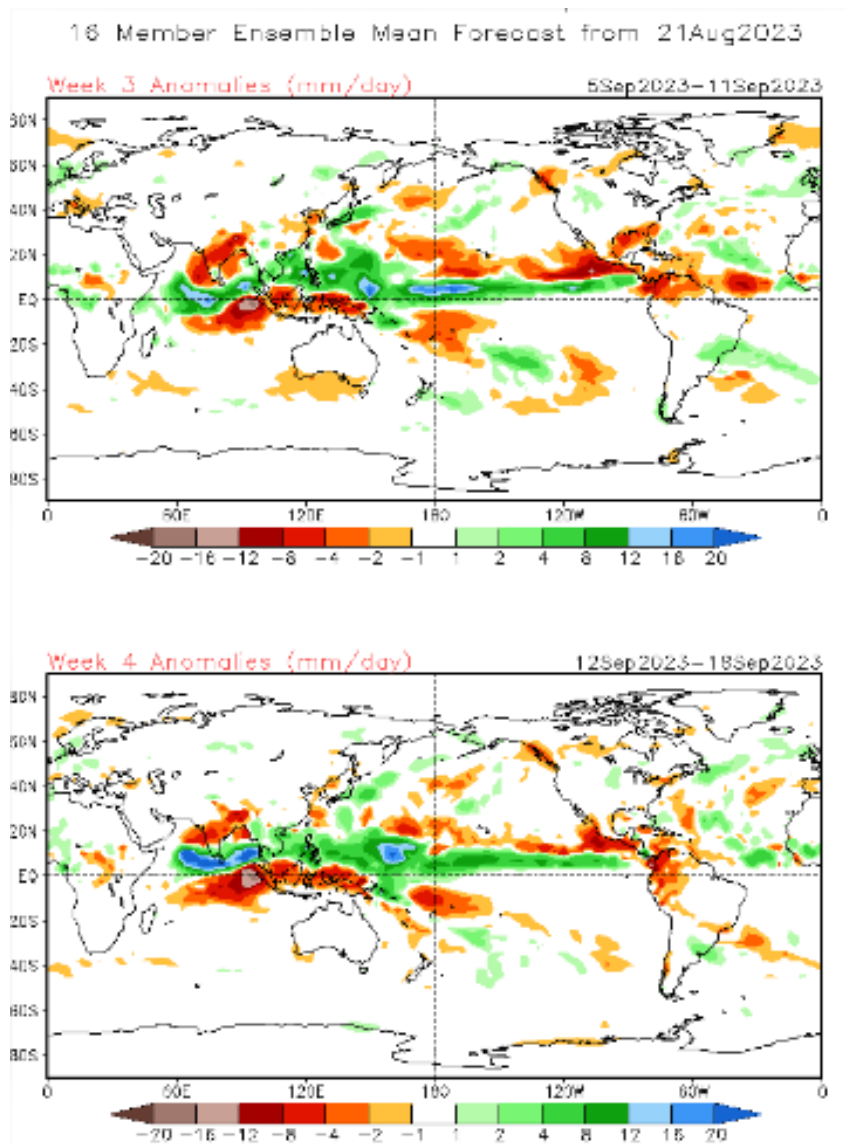 16 Member Ensemble Mean Forecast from 21Aug2023
Week 3 Anomalies (mm/day) 5Sep2023-11Sep2023
80N
60N
40N
20N
EQ
20S
40S
60S
80S
0 60E 120E 180 120W 60W 0
-20 -16 -12 -8 -4 -2 -1 1 2 4 8 12 16 20
Week 4 Anomalies (mm/day) 12Sep2023-18Sep2023
80N
60N
40N
20N
EQ
20S
40S
60S
80S
0 60E 120E 180 120W 60W 0
-20 -16 -12 -8 -4 -2 -1 1 2 4 8 12 16 20